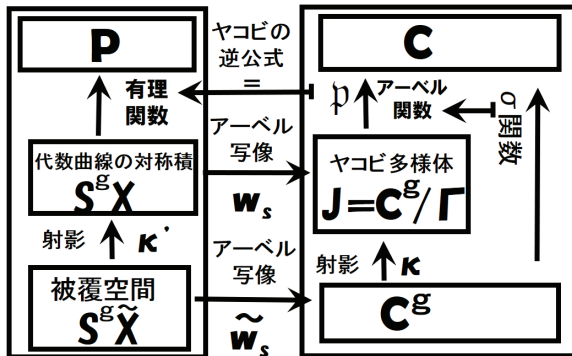 P
ヤコビの
逆公式
=
C
有理
関数
𝔭
アーベル
関数
σ関数
代数曲線の対称積
S^g X
アーベル
写像
w_s
ヤコビ多様体
J=C^g/Γ
射影 κ'
アーベル
写像
射影 κ
被覆空間
S^g X̃
w̃_s
C^g